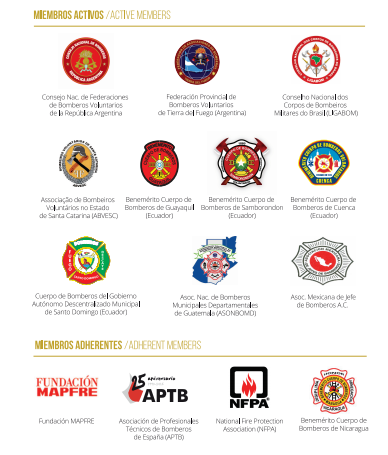 MIEMBROS ACTIVOS / ACTIVE MEMBERS
Consejo Nac. de Federaciones
de Bomberos Voluntarios
de la República Argentina
Federación Provincial de
Bomberos Voluntarios
de Tierra del Fuego (Argentina)
Conselho Nacional dos
Corpos de Bombeiros
Militares do Brasil (LIGABOM)
Associação de Bombeiros
Voluntários no Estado
de Santa Catarina (ABVESC)
Benemérito Cuerpo de
Bomberos de Guayaquil
(Ecuador)
Benemérito Cuerpo de
Bomberos de Samborondon
(Ecuador)
Benemérito Cuerpo de
Bomberos de Cuenca
(Ecuador)
CUENCA
Cuerpo de Bomberos del Gobierno
Autónomo Descentralizado Municipal
de Santo Domingo (Ecuador)
Asoc. Nac. de Bomberos
Municipales Departamentales
de Guatemala (ASONBOMD)
Asoc. Mexicana de Jefe
de Bomberos A.C.
MIEMBROS ADHERENTES / ADHERENT MEMBERS
FUNDACIÓN
MAPFRE
Fundación MAPFRE
25 aniversario
APTB
Asociación de Profesionales
Técnicos de Bomberos
de España (APTB)
NFPA
National Fire Protection
Association (NFPA)
NICARAGUA
Benemérito Cuerpo de
Bomberos de Nicaragua